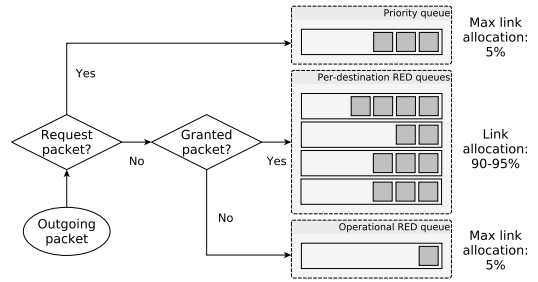 Priority queue
Max link
allocation:
5%
Yes
Per-destination RED queues
Request
packet?
No
Granted
packet?
Yes
Link
allocation:
90-95%
No
Outgoing
packet
Operational RED queue
Max link
allocation:
5%